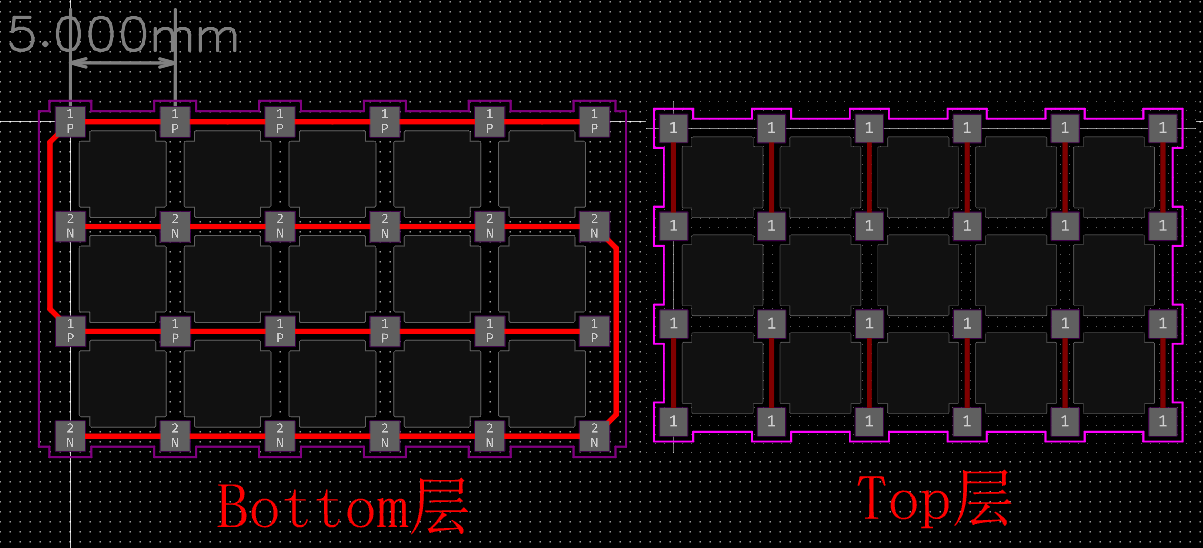 5.000mm
1 1 1 1 1 1
P P P P P P
2 2 2 2 2 2
N N N N N N
1 1 1 1 1 1
P P P P P P
2 2 2 2 2 2
N N N N N N
Bottom层
1 1 1 1 1 1
1 1 1 1 1 1
1 1 1 1 1 1
1 1 1 1 1 1
Top层